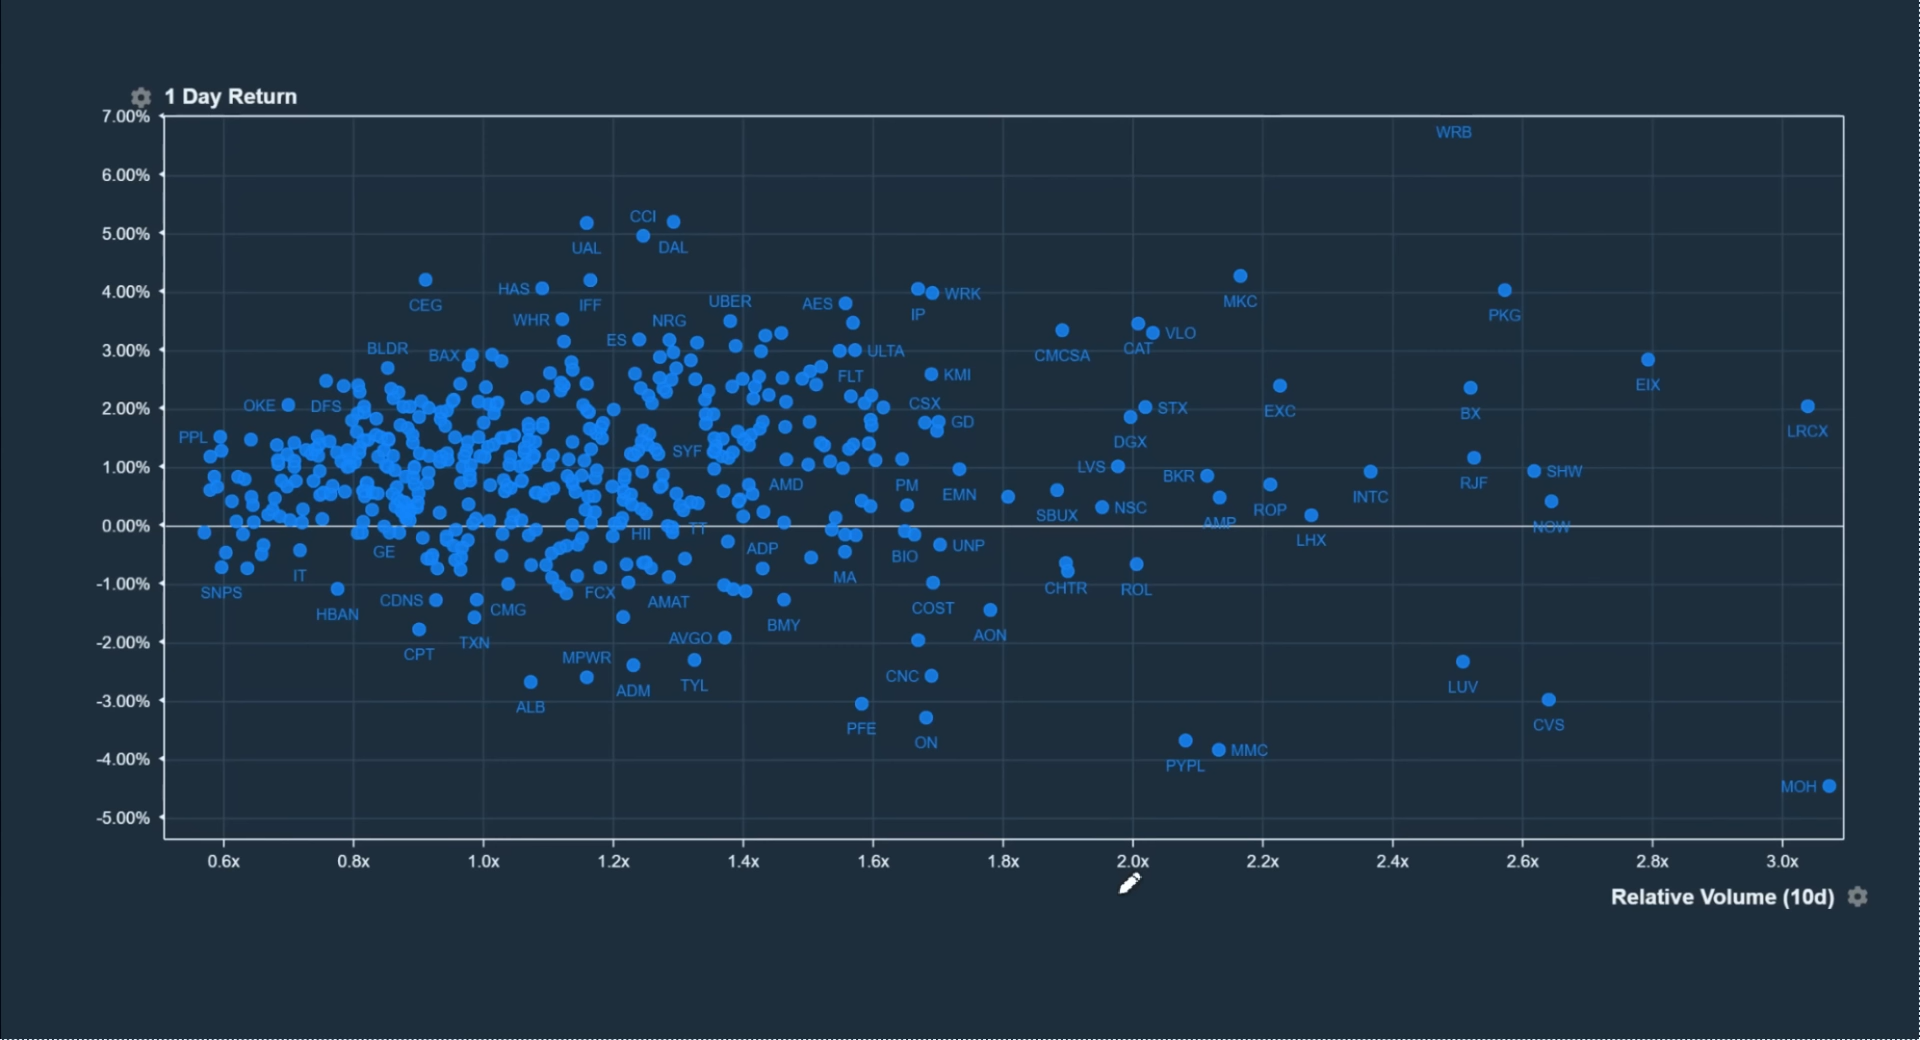 1 Day Return
7.00%
WRB
6.00%
CCI
5.00%
UAL
DAL
4.00%
HAS
WRK
CEG
IFF
UBER
AES
MKC
IP
PKG
WHR
NRG
VLO
BLDR
ES
CAT
3.00%
BAX
ULTA
CMCSA
FLT
KMI
EIX
OKE
DFS
CSX
STX
EXC
BX
2.00%
GD
LRCX
PPL
DGX
SYF
1.00%
LVS
BKR
SHW
AMD
PM
EMN
RJF
INTC
SBUX
NSC
ROP
AMP
0.00%
TT
NOW
HII
LHX
GE
ADP
BIO
UNP
IT
MA
-1.00%
SNPS
FCX
CHTR
ROL
HBAN
CDNS
CMG
AMAT
COST
BMY
AON
-2.00%
CPT
TXN
AVGO
MPWR
CNC
LUV
ADM
TYL
-3.00%
ALB
PFE
CVS
ON
-4.00%
PYPL
MMC
MOH
-5.00%
0.6x 0.8x 1.0x 1.2x 1.4x 1.6x 1.8x 2.0x 2.2x 2.4x 2.6x 2.8x 3.0x
Relative Volume (10d)